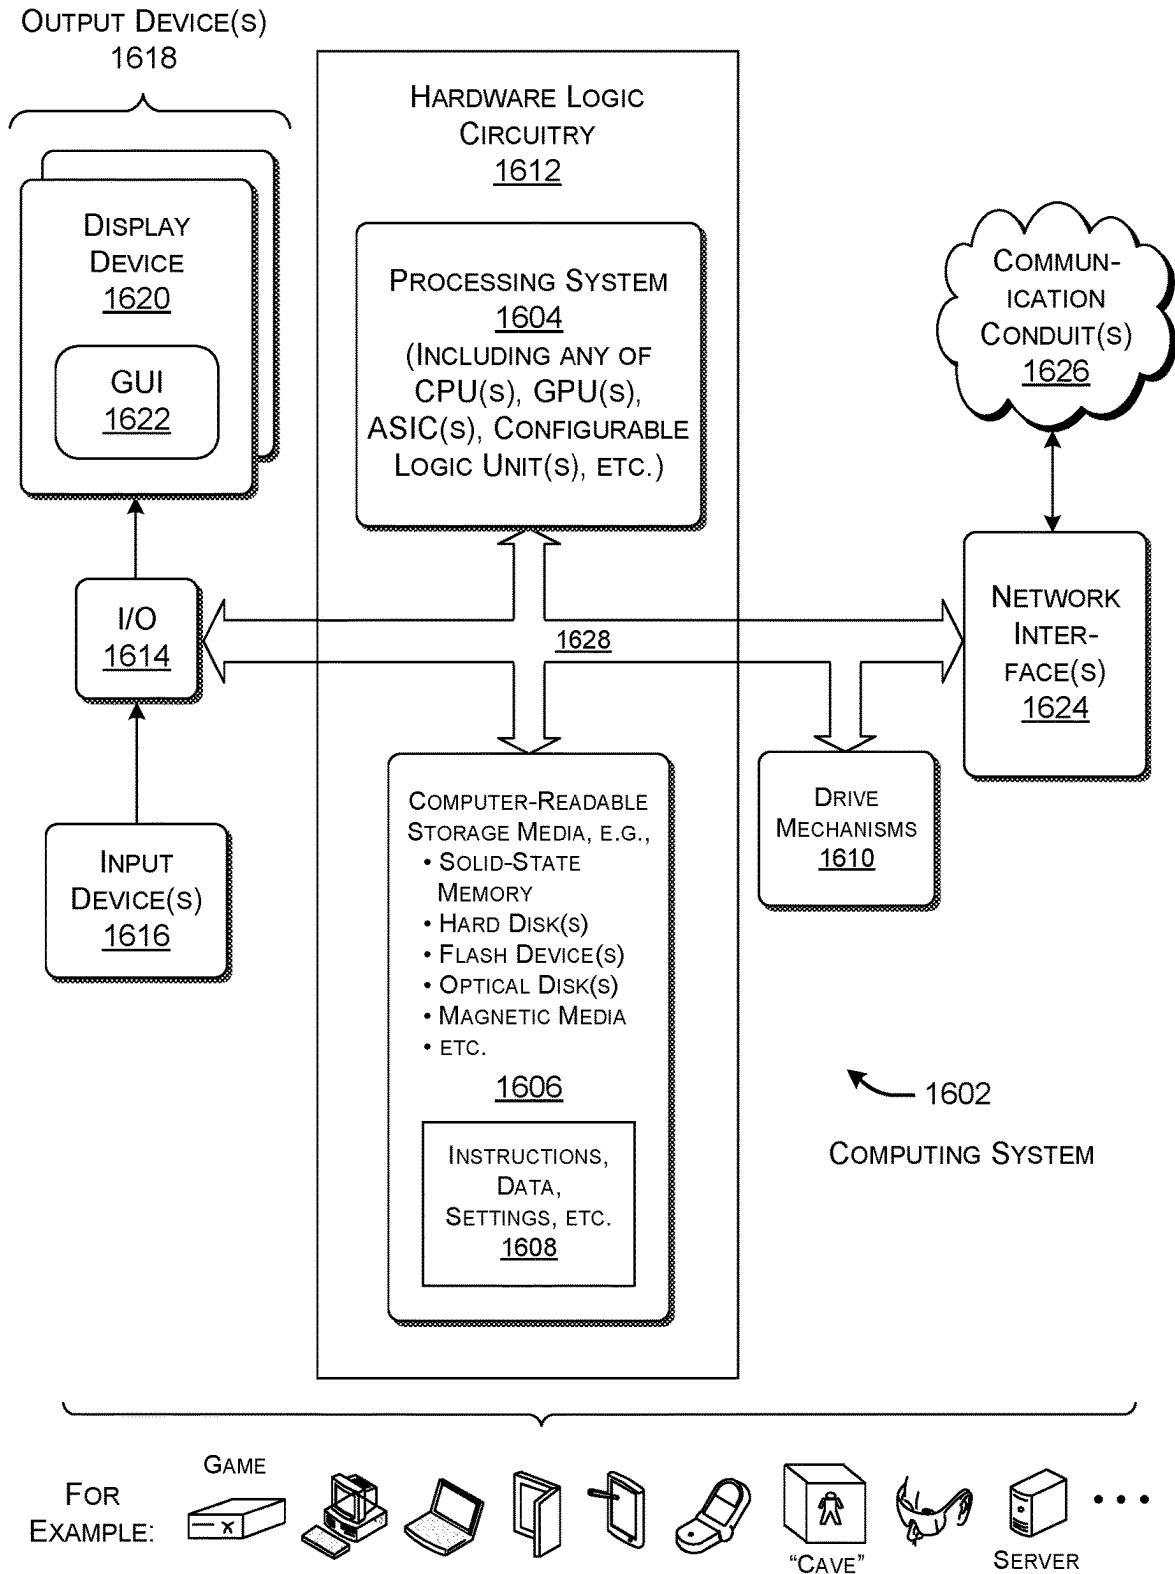 OUTPUT DEVICE(S)
1618
DISPLAY
DEVICE
1620
GUI
1622
I/O
1614
INPUT
DEVICE(S)
1616
HARDWARE LOGIC
CIRCUITRY
1612
PROCESSING SYSTEM
1604
(INCLUDING ANY OF
CPU(S), GPU(S),
ASIC(S), CONFIGURABLE
LOGIC UNIT(S), ETC.)
1628
COMPUTER-READABLE
STORAGE MEDIA, E.G.,
• SOLID-STATE
MEMORY
• HARD DISK(S)
• FLASH DEVICE(S)
• OPTICAL DISK(S)
• MAGNETIC MEDIA
• ETC.
1606
INSTRUCTIONS,
DATA,
SETTINGS, ETC.
1608
COMMUN-
ICATION
CONDUIT(S)
1626
NETWORK
INTER-
FACE(S)
1624
DRIVE
MECHANISMS
1610
1602
COMPUTING SYSTEM
FOR
EXAMPLE:
GAME
"CAVE"
SERVER
• • •